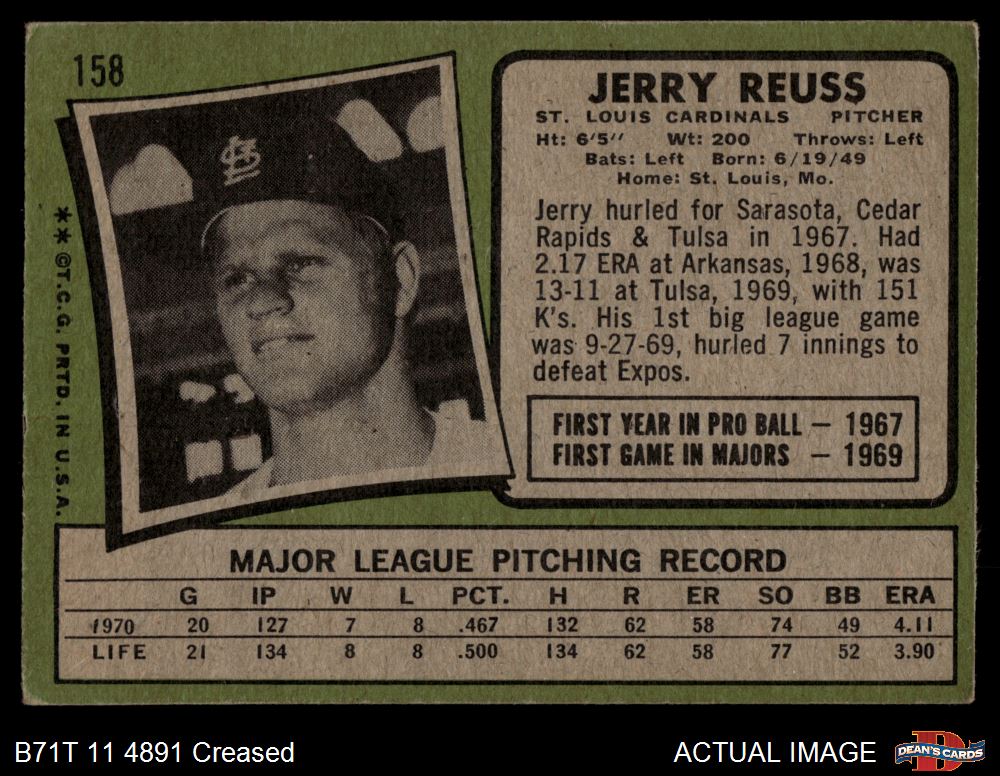 158
JERRY REUSS
ST. LOUIS CARDINALS PITCHER
Ht: 6'5" Wt: 200 Throws: Left
Bats: Left Born: 6/19/49
Home: St. Louis, Mo.
Jerry hurled for Sarasota, Cedar
Rapids & Tulsa in 1967. Had
2.17 ERA at Arkansas, 1968, was
13-11 at Tulsa, 1969, with 151
K's. His 1st big league game
was 9-27-69, hurled 7 innings to
defeat Expos.
FIRST YEAR IN PRO BALL — 1967
FIRST GAME IN MAJORS — 1969
StL
**©T.C.G. PRTD. IN U.S.A.
MAJOR LEAGUE PITCHING RECORD
G IP W L PCT. H R ER SO BB ERA
1970 20 127 7 8 .467 132 62 58 74 49 4.11
LIFE 21 134 8 8 .500 134 62 58 77 52 3.90
B71T 11 4891 Creased
ACTUAL IMAGE
D
DEAN'S CARDS